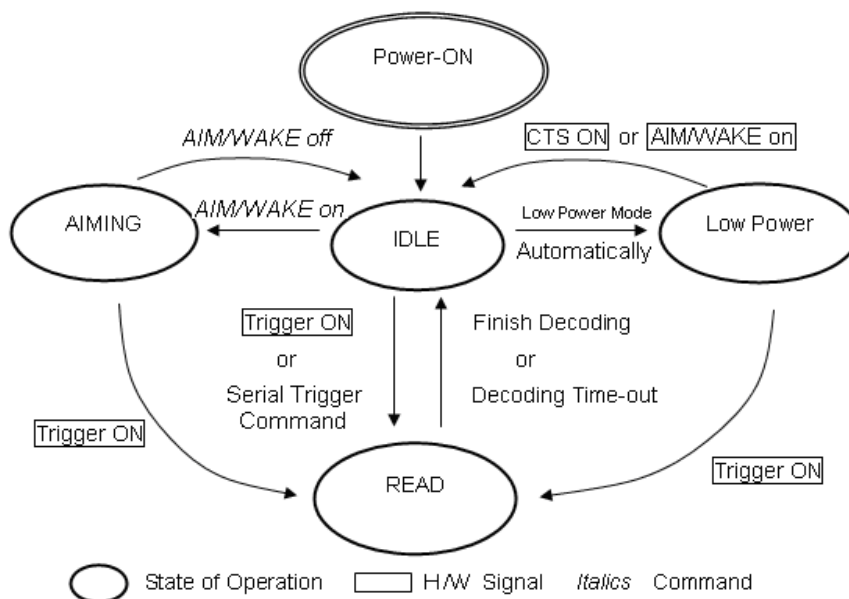 Power-ON
AIM/WAKE off
CTS ON or AIM/WAKE on
AIMING
AIM/WAKE on
IDLE
Low Power Mode
Automatically
Low Power
Trigger ON
or
Serial Trigger
Command
Finish Decoding
or
Decoding Time-out
Trigger ON
Trigger ON
READ
State of Operation H/W Signal Italics Command